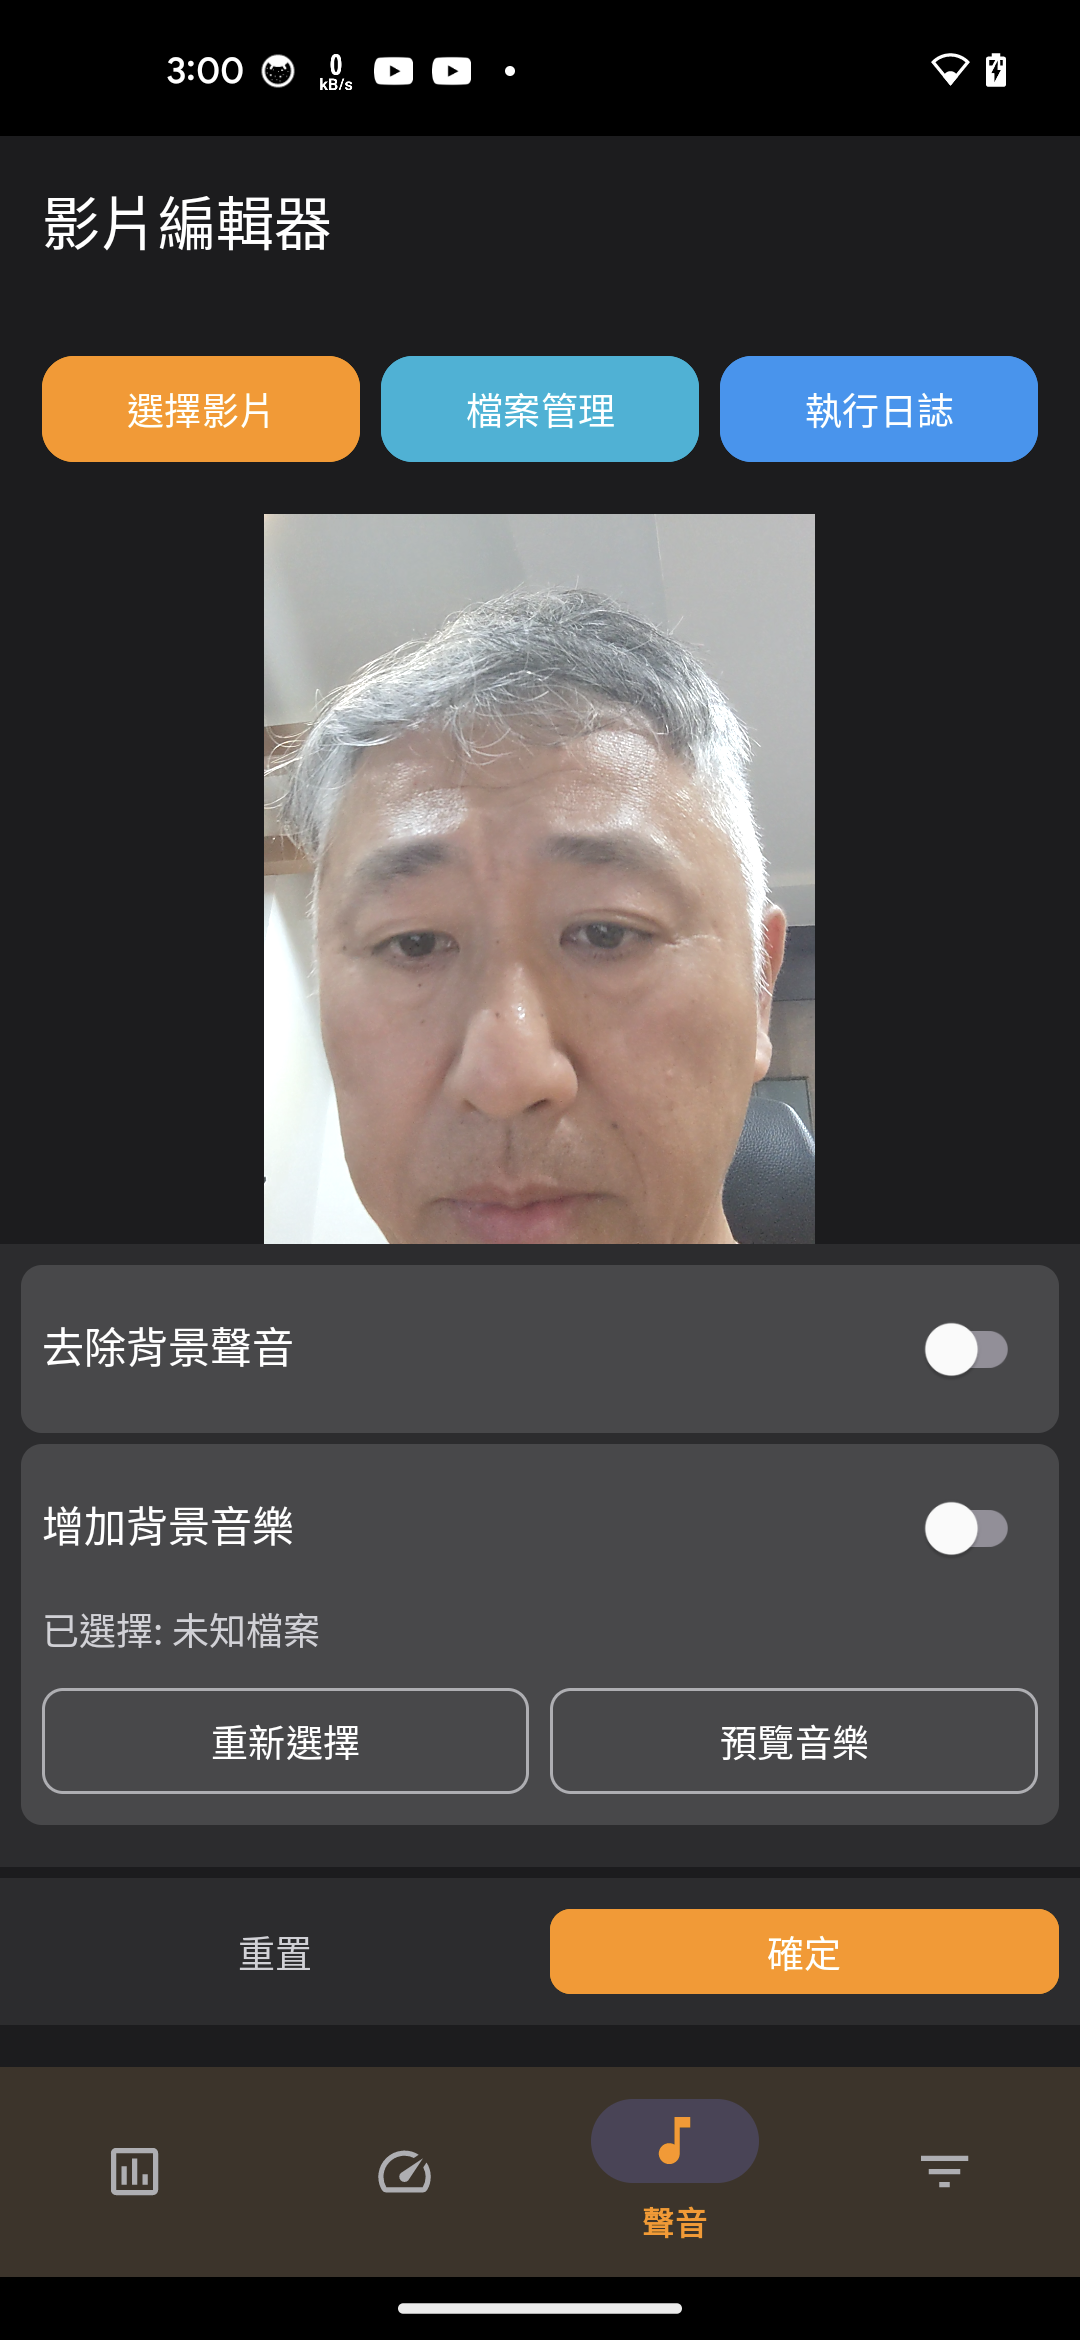 3:00
0
kB/s
影片編輯器
選擇影片
檔案管理
執行日誌
去除背景聲音
增加背景音樂
已選擇: 未知檔案
重新選擇
預覽音樂
重置
確定
聲音